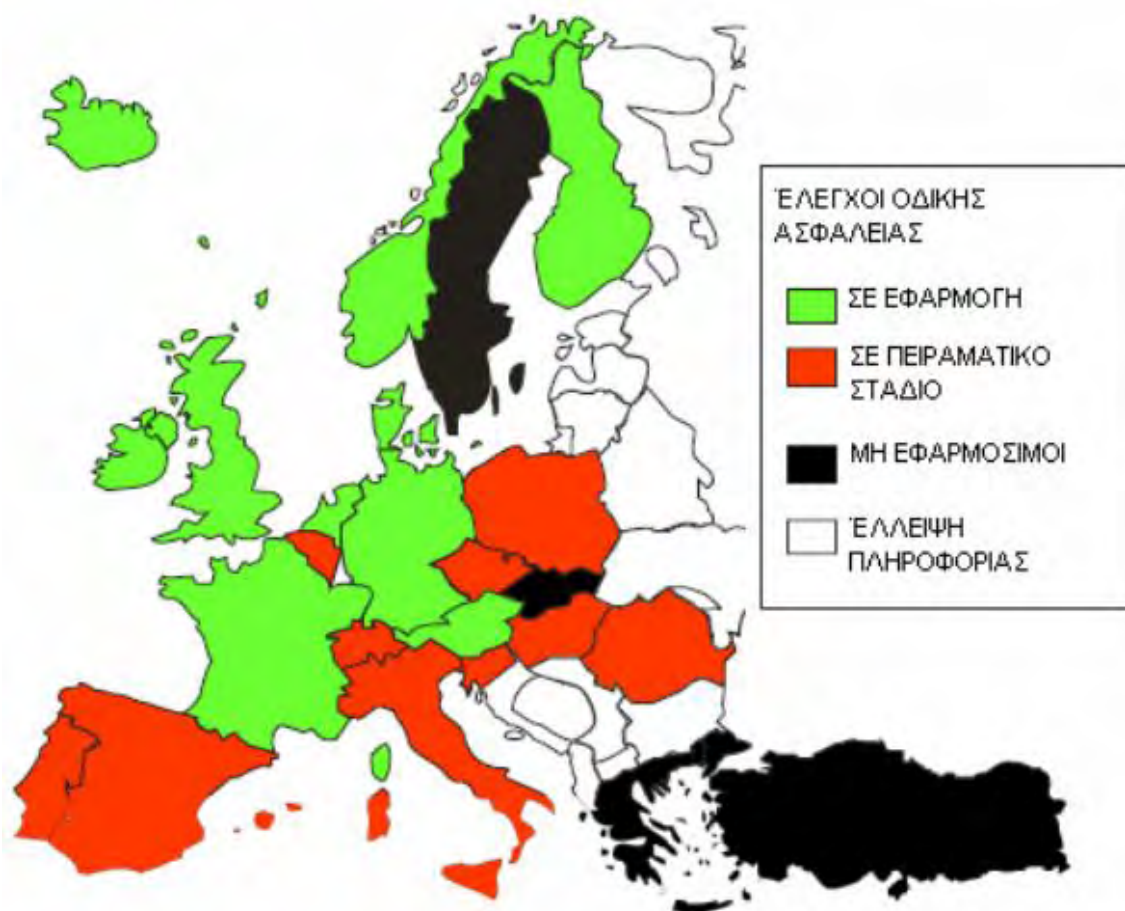 ΈΛΕΓΧΟΙ ΟΔΙΚΗΣ
ΑΣΦΑΛΕΙΑΣ
ΣΕ ΕΦΑΡΜΟΓΗ
ΣΕ ΠΕΙΡΑΜΑΤΙΚΟ
ΣΤΑΔΙΟ
ΜΗ ΕΦΑΡΜΟΣΙΜΟΙ
ΈΛΛΕΙΨΗ
ΠΛΗΡΟΦΟΡΙΑΣ